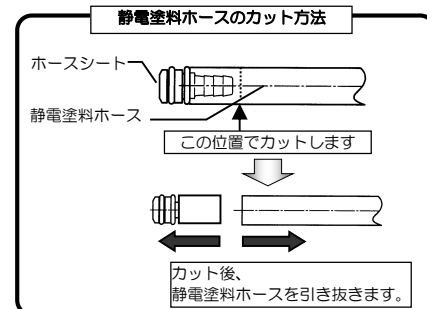 静電塗料ホースのカット方法
ホースシート
静電塗料ホース
この位置でカットします
カット後、
静電塗料ホースを引き抜きます。